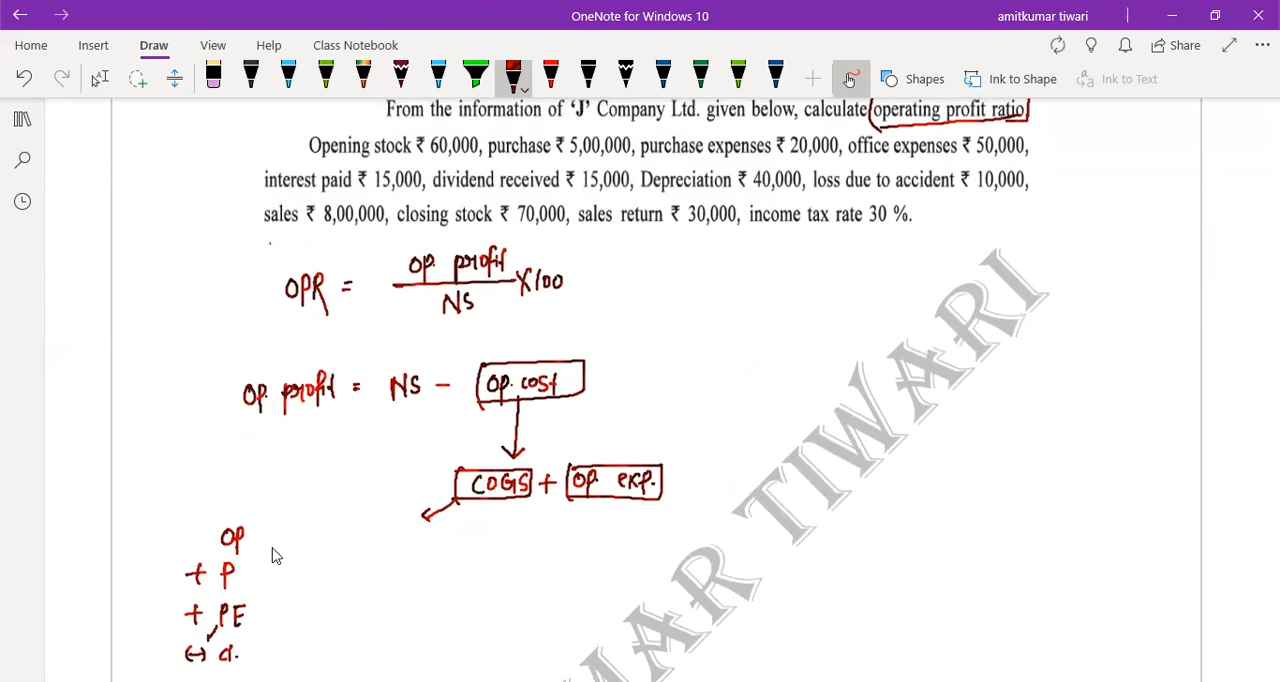 OneNote for Windows 10
amitkumar tiwari
Home Insert Draw View Help Class Notebook Share
Shapes Ink to Shape Ink to Text
From the information of ‘J’ Company Ltd. given below, calculate operating profit ratio
Opening stock ₹ 60,000, purchase ₹ 5,00,000, purchase expenses ₹ 20,000, office expenses ₹ 50,000,
interest paid ₹ 15,000, dividend received ₹ 15,000, Depreciation ₹ 40,000, loss due to accident ₹ 10,000,
sales ₹ 8,00,000, closing stock ₹ 70,000, sales return ₹ 30,000, income tax rate 30 %.
OP. profit
OPR = X100
NS
OP. profit = NS - OP. cost
COGS + OP. exp.
OP
+ P
+ PE
(-) cl.
MAR TIWARI